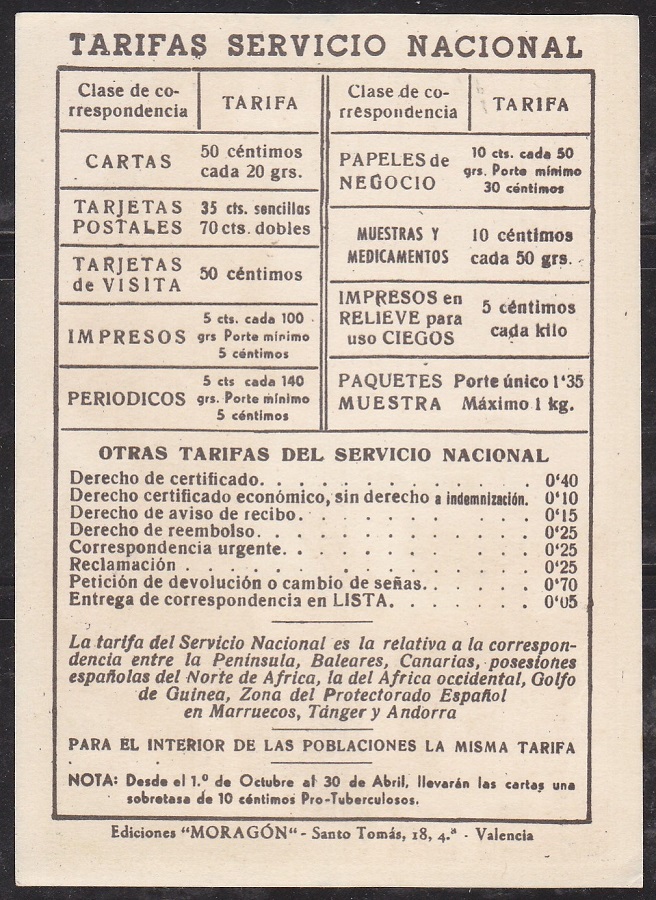 TARIFAS SERVICIO NACIONAL
Clase de co-
rrespondencia
TARIFA
CARTAS
50 céntimos
cada 20 grs.
TARJETAS
POSTALES
35 cts. sencillas
70 cts. dobles
TARJETAS
de VISITA
50 céntimos
IMPRESOS
5 cts. cada 100
grs Porte mínimo
5 céntimos
PERIODICOS
5 cts cada 140
grs. Porte mínimo
5 céntimos
Clase de co-
rrespondencia
TARIFA
PAPELES de
NEGOCIO
10 cts. cada 50
grs. Porte mínimo
30 céntimos
MUESTRAS Y
MEDICAMENTOS
10 céntimos
cada 50 grs.
IMPRESOS en
RELIEVE para
uso CIEGOS
5 céntimos
cada kilo
PAQUETES
MUESTRA
Porte único 1'35
Máximo 1 kg.
OTRAS TARIFAS DEL SERVICIO NACIONAL
Derecho de certificado. . . . . . . . . . . . 0'40
Derecho certificado económico, sin derecho a indemnización. 0'10
Derecho de aviso de recibo. . . . . . . . . . 0'15
Derecho de reembolso. . . . . . . . . . . . 0'25
Correspondencia urgente. . . . . . . . . . . 0'25
Reclamación . . . . . . . . . . . . . . . 0'25
Petición de devolución o cambio de señas. . . . . . 0'70
Entrega de correspondencia en LISTA. . . . . . . 0'05
La tarifa del Servicio Nacional es la relativa a la correspon-
dencia entre la Península, Baleares, Canarias, posesiones
españolas del Norte de Africa, la del Africa occidental, Golfo
de Guinea, Zona del Protectorado Español
en Marruecos, Tánger y Andorra
PARA EL INTERIOR DE LAS POBLACIONES LA MISMA TARIFA
NOTA: Desde el 1.º de Octubre al 30 de Abril, llevarán las cartas una
sobretasa de 10 céntimos Pro-Tuberculosos.
Ediciones "MORAGÓN" - Santo Tomás, 18, 4.ª - Valencia